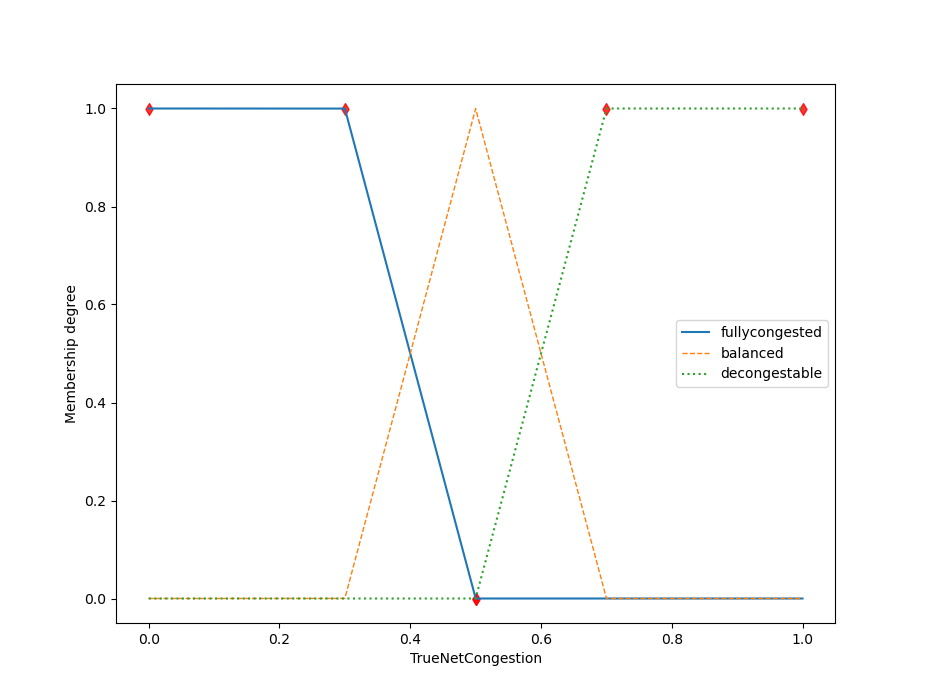 1.0
0.8
0.6
0.4
0.2
0.0
Membership degree
fullycongested
balanced
decongestable
0.0 0.2 0.4 0.6 0.8 1.0
TrueNetCongestion